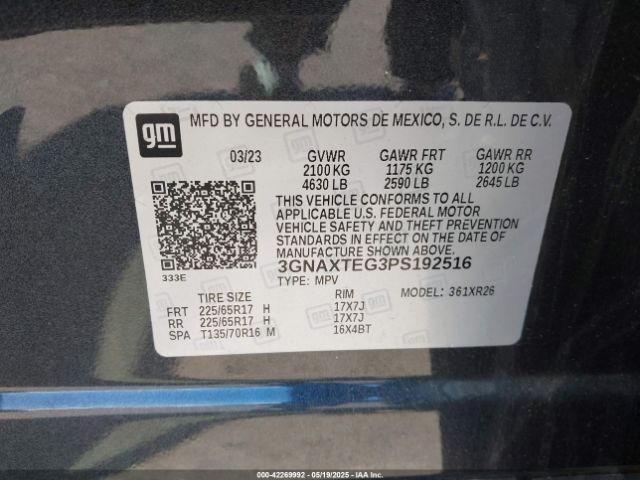 gm
MFD BY GENERAL MOTORS DE MEXICO, S. DE R.L. DE C.V.
03/23 GVWR GAWR FRT GAWR RR
2100 KG 1175 KG 1200 KG
4630 LB 2590 LB 2645 LB
THIS VEHICLE CONFORMS TO ALL
APPLICABLE U.S. FEDERAL MOTOR
VEHICLE SAFETY AND THEFT PREVENTION
STANDARDS IN EFFECT ON THE DATE OF
MANUFACTURE SHOWN ABOVE.
333E
3GNAXTEG3PS192516
TYPE: MPV
TIRE SIZE RIM MODEL: 361XR26
FRT 225/65R17 H 17X7J
RR 225/65R17 H 17X7J
SPA T135/70R16 M 16X4BT
000-42269992 - 05/19/2025 - IAA Inc.